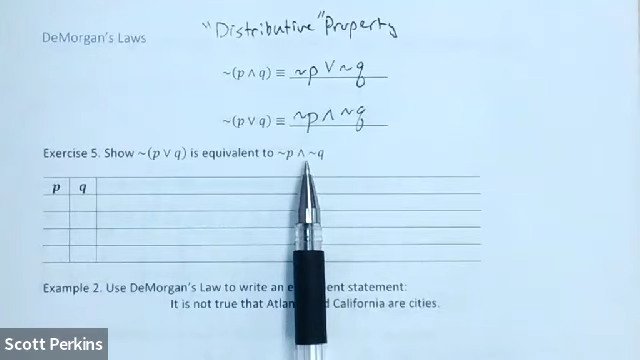 "Distributive" Property
DeMorgan's Laws
~(p ∧ q) ≡ ~p ∨ ~q
~(p ∨ q) ≡ ~p ∧ ~q
Exercise 5. Show ~(p ∨ q) is equivalent to ~p ∧ ~q
p q
Example 2. Use DeMorgan's Law to write an e ent statement:
It is not true that Atlan d California are cities.
Scott Perkins